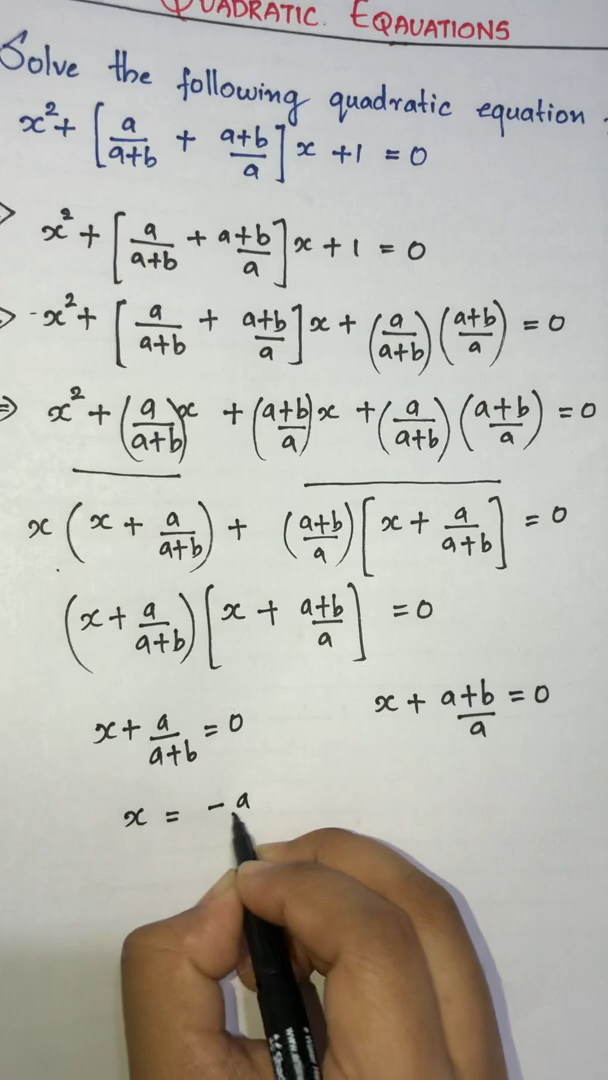 QUADRATIC. EQAUATIONS
Solve the following quadratic equation.
x² + [a/(a+b) + (a+b)/a] x + 1 = 0
x² + [a/(a+b) + (a+b)/a] x + 1 = 0
x² + [a/(a+b) + (a+b)/a] x + (a/(a+b)) ((a+b)/a) = 0
⇒ x² + (a/(a+b)) x + ((a+b)/a) x + (a/(a+b)) ((a+b)/a) = 0
x (x + a/(a+b)) + ((a+b)/a) [x + a/(a+b)] = 0
(x + a/(a+b)) [x + (a+b)/a] = 0
x + a/(a+b) = 0 x + (a+b)/a = 0
x = -a